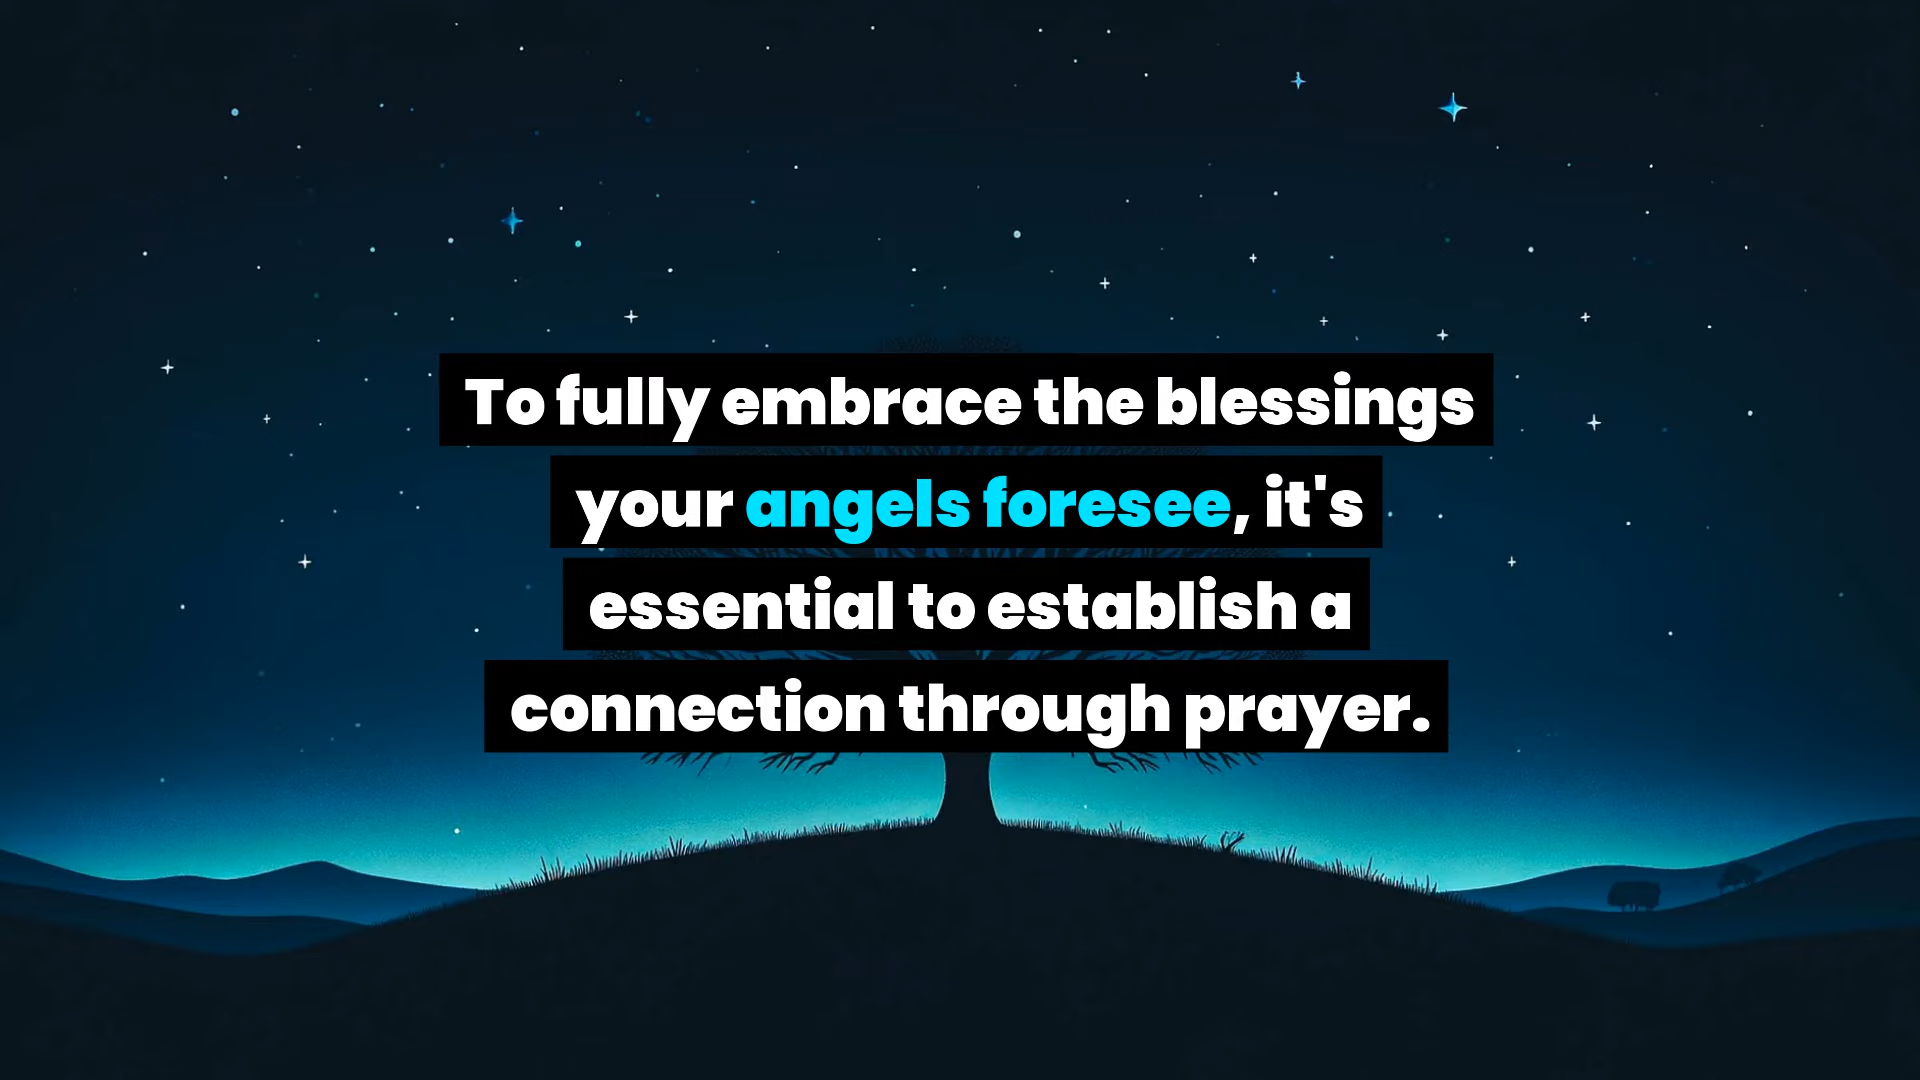 To fully embrace the blessings
your angels foresee, it's
essential to establish a
connection through prayer.